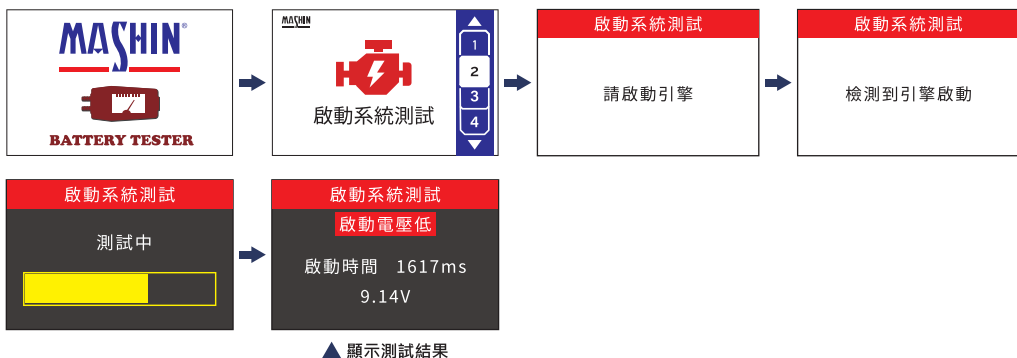 MASHIN®
BATTERY TESTER
MASHIN
啟動系統測試
1
2
3
4
啟動系統測試
請啟動引擎
啟動系統測試
檢測到引擎啟動
啟動系統測試
測試中
啟動系統測試
啟動電壓低
啟動時間 1617ms
9.14V
▲ 顯示測試結果